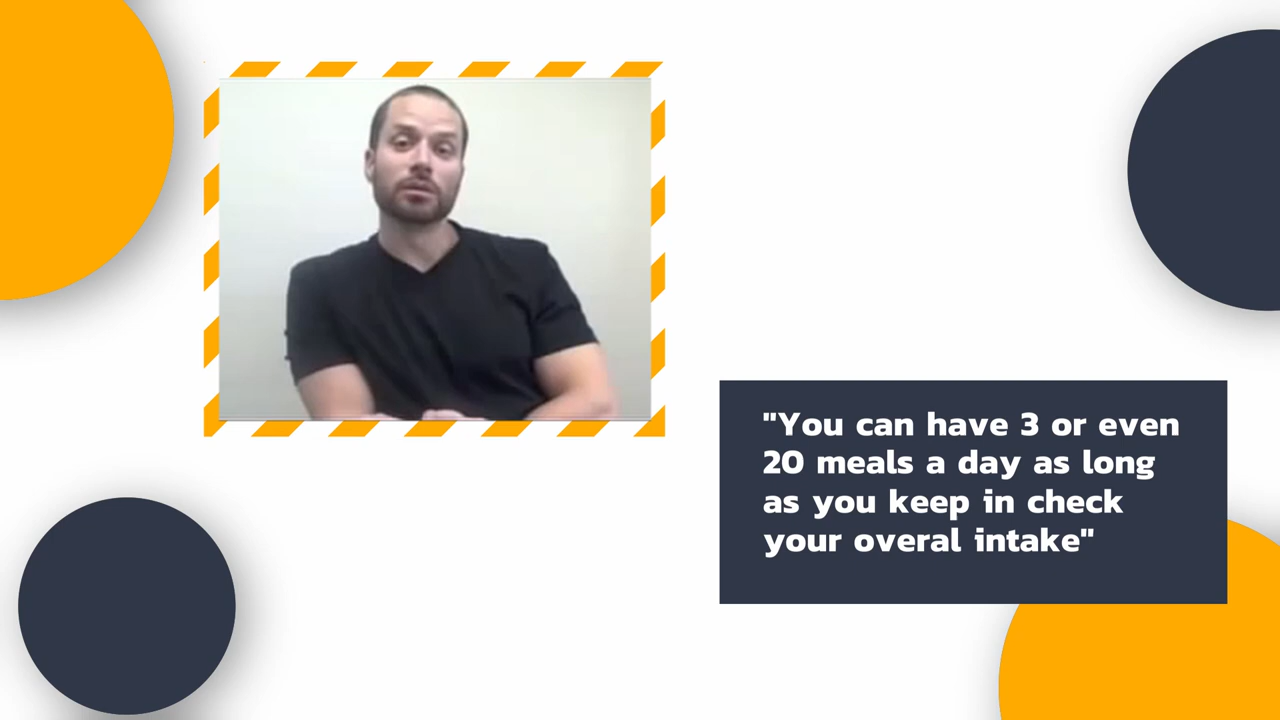 "You can have 3 or even
20 meals a day as long
as you keep in check
your overal intake"